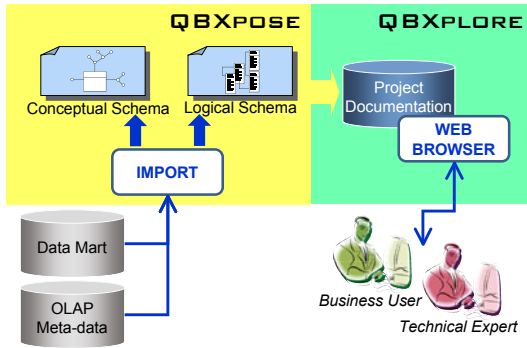 QBXPOSE
QBXPLORE
Conceptual Schema
Logical Schema
Project
Documentation
WEB
BROWSER
IMPORT
Data Mart
OLAP
Meta-data
Business User
Technical Expert